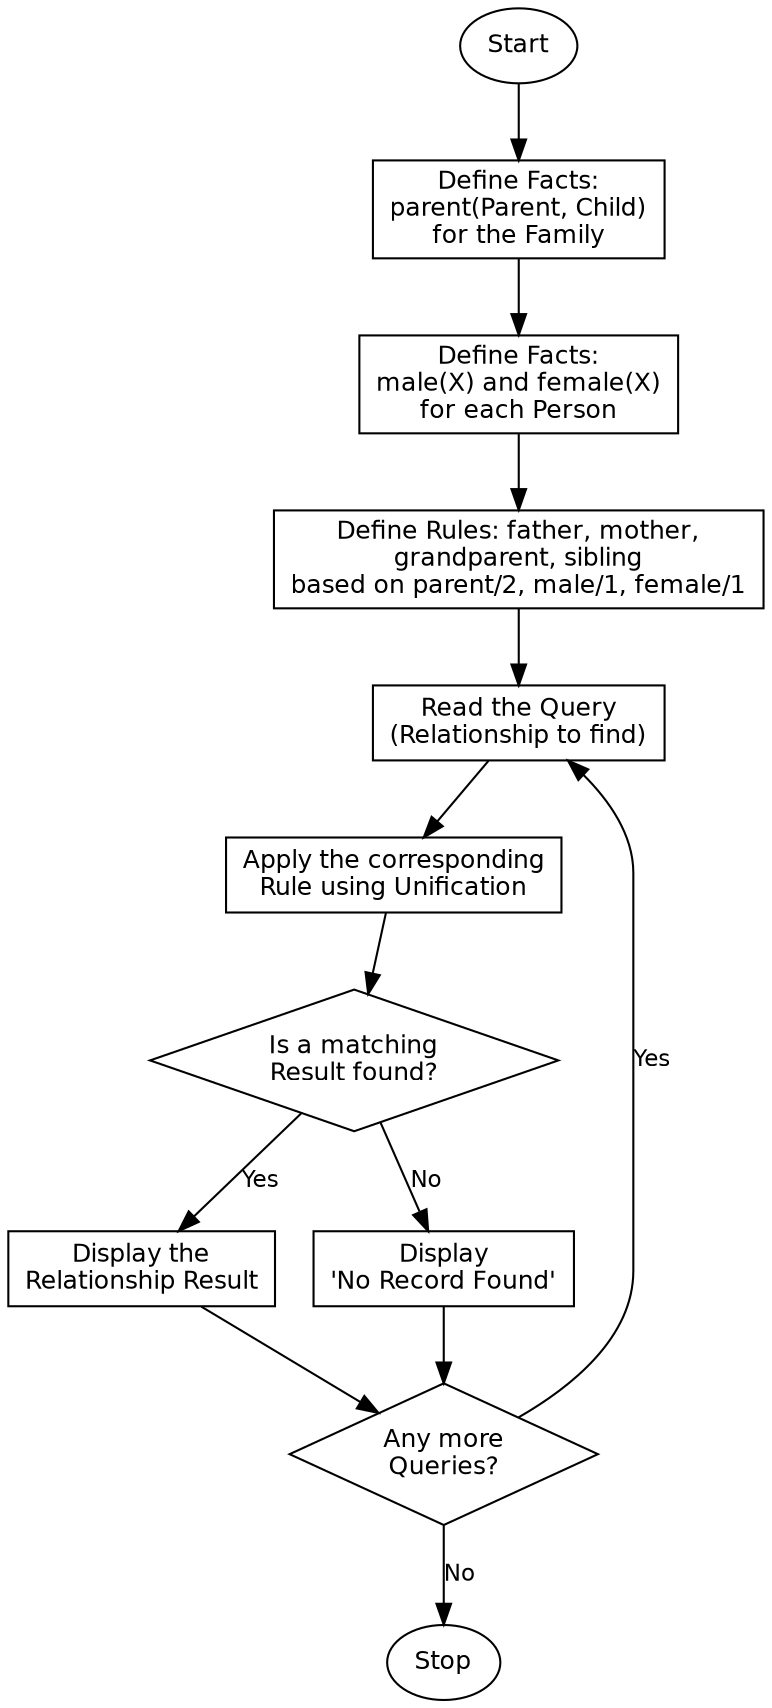 Start
Define Facts:
parent(Parent, Child)
for the Family
Define Facts:
male(X) and female(X)
for each Person
Define Rules: father, mother,
grandparent, sibling
based on parent/2, male/1, female/1
Read the Query
(Relationship to find)
Apply the corresponding
Rule using Unification
Is a matching
Result found?
Yes
Yes
No
Display the
Relationship Result
Display
'No Record Found'
Any more
Queries?
No
Stop